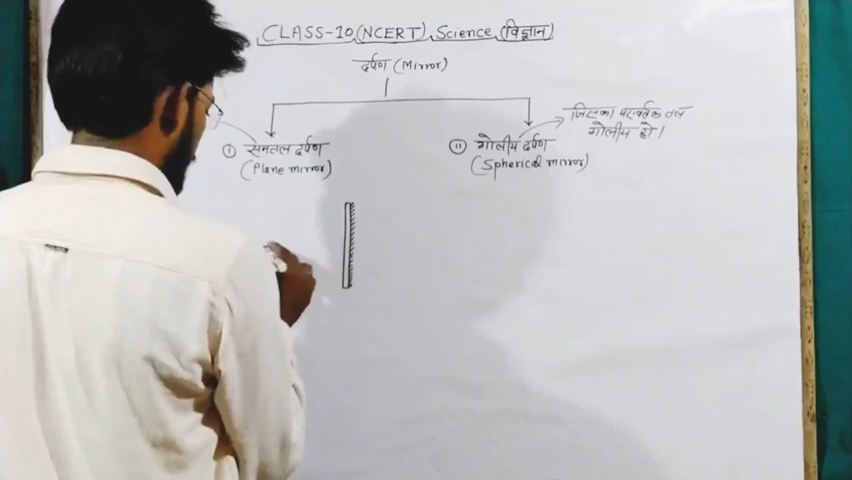 CLASS-10 (NCERT) Science (विज्ञान)
दर्पण (Mirror)
(i) समतल दर्पण
(Plane mirror)
(ii) गोलीय दर्पण
(Spherical mirror)
जिसका परावर्तक तल
गोलीय हो।